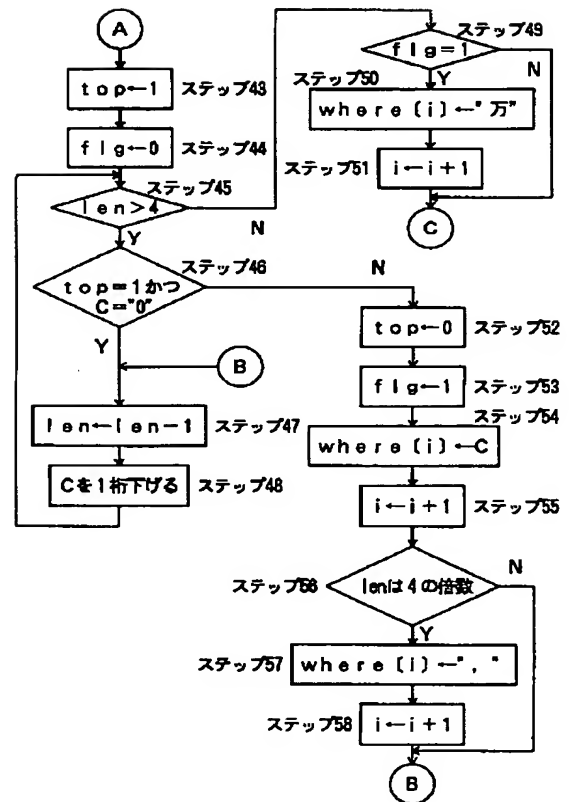 A
top←1 ステップ43
flg←0 ステップ44
ステップ45
len>4
N
Y
ステップ46
top=1かつ
C="0"
N
Y
B
len←len-1 ステップ47
Cを1桁下げる ステップ48
ステップ49
flg=1
N
Y
ステップ50
where(i)←"万"
ステップ51 i←i+1
C
top←0 ステップ52
flg←1 ステップ53
ステップ54
where(i)←C
i←i+1 ステップ55
ステップ56 lenは4の倍数
N
Y
ステップ57 where(i)←","
ステップ58 i←i+1
B